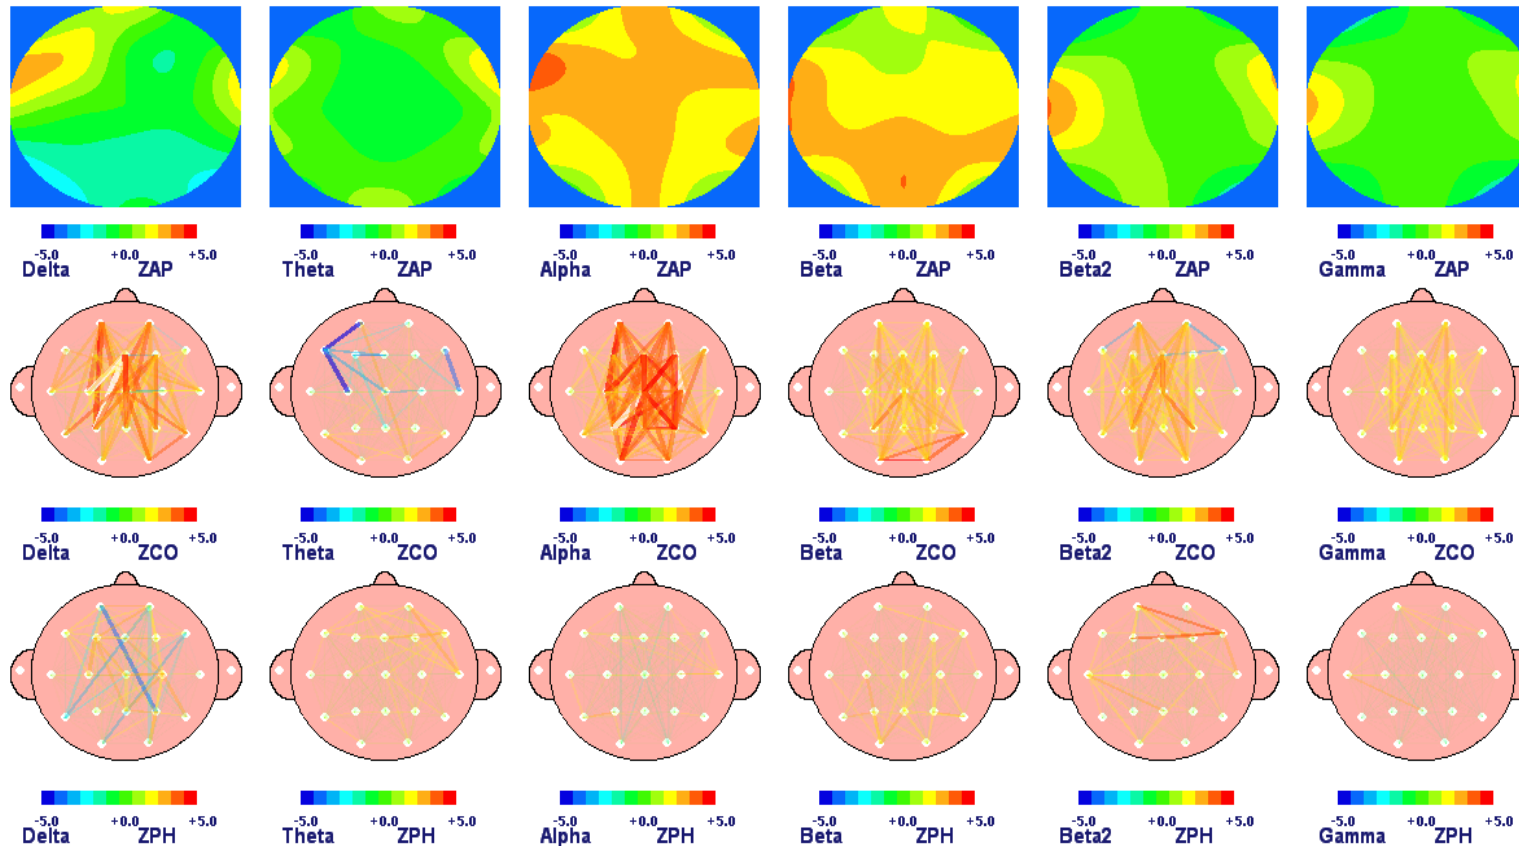 -5.0 +0.0 +5.0 -5.0 +0.0 +5.0 -5.0 +0.0 +5.0 -5.0 +0.0 +5.0 -5.0 +0.0 +5.0 -5.0 +0.0 +5.0
Delta ZAP Theta ZAP Alpha ZAP Beta ZAP Beta2 ZAP Gamma ZAP
-5.0 +0.0 +5.0 -5.0 +0.0 +5.0 -5.0 +0.0 +5.0 -5.0 +0.0 +5.0 -5.0 +0.0 +5.0 -5.0 +0.0 +5.0
Delta ZCO Theta ZCO Alpha ZCO Beta ZCO Beta2 ZCO Gamma ZCO
-5.0 +0.0 +5.0 -5.0 +0.0 +5.0 -5.0 +0.0 +5.0 -5.0 +0.0 +5.0 -5.0 +0.0 +5.0 -5.0 +0.0 +5.0
Delta ZPH Theta ZPH Alpha ZPH Beta ZPH Beta2 ZPH Gamma ZPH